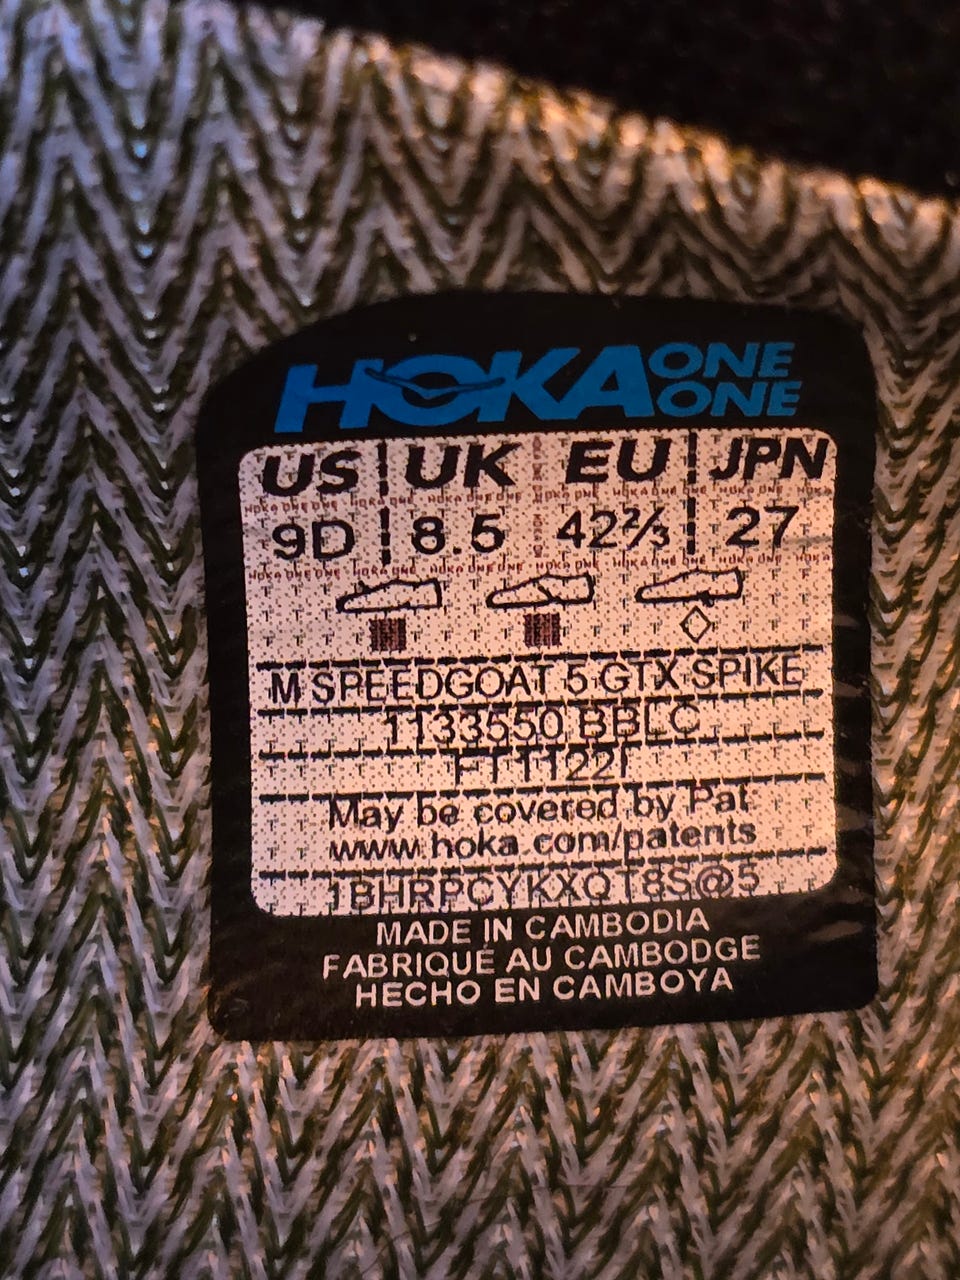 HOKA ONE ONE
US UK EU JPN
9D 8.5 42⅔ 27
M SPEEDGOAT 5 GTX SPIKE
1133550 BBLC
FT1122F
May be covered by Pat
www.hoka.com/patents
1BHRPCYKXQT8S@5
MADE IN CAMBODIA
FABRIQUÉ AU CAMBODGE
HECHO EN CAMBOYA